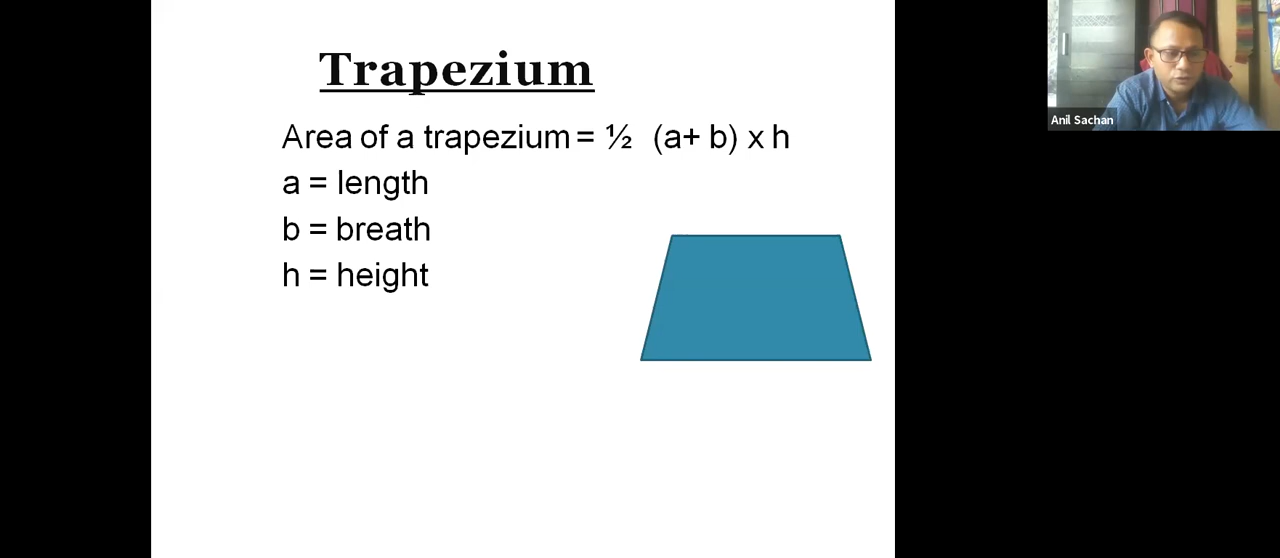 Trapezium
Area of a trapezium = ½ (a+ b) x h
a = length
b = breath
h = height
Anil Sachan